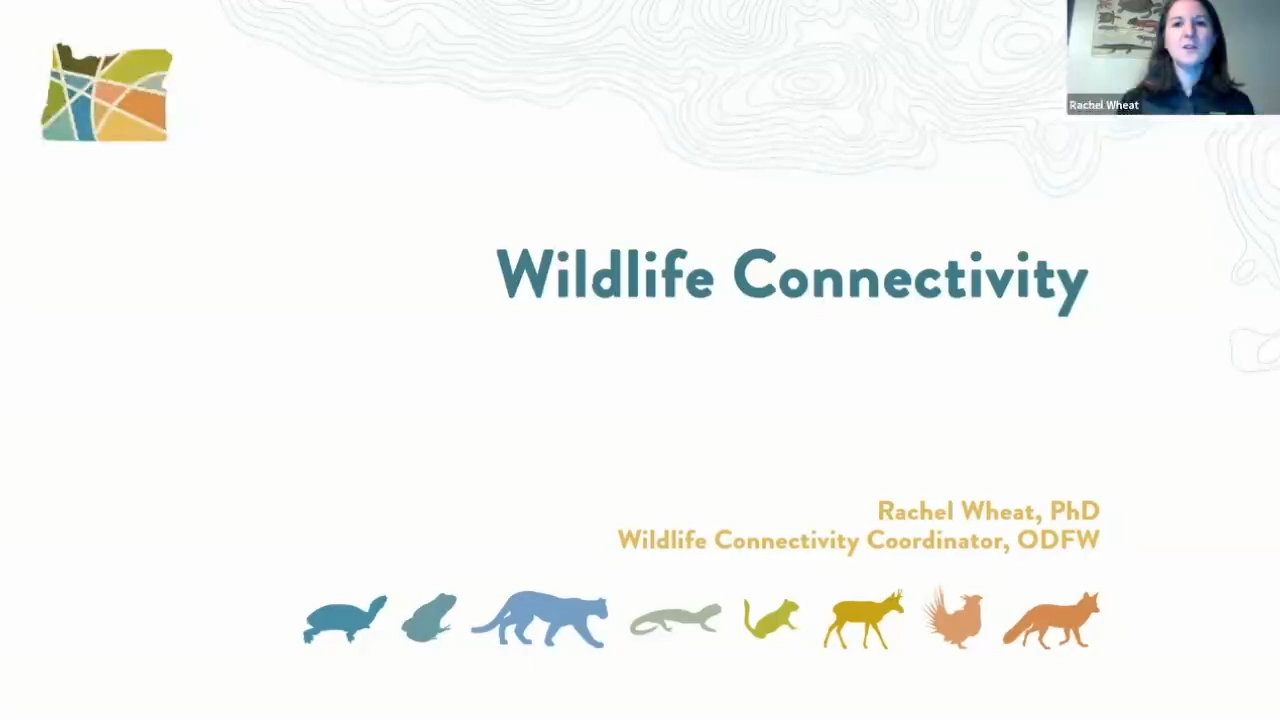 Rachel Wheat
Wildlife Connectivity
Rachel Wheat, PhD
Wildlife Connectivity Coordinator, ODFW